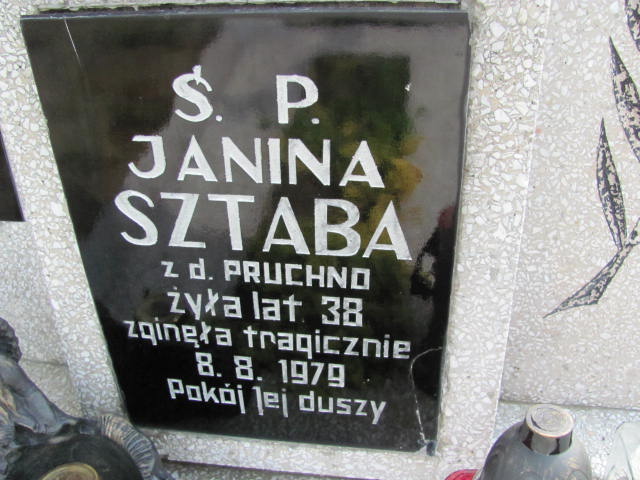 Ś. P.
JANINA
SZTABA
z d. PRUCHNO
żyła lat 38
zginęła tragicznie
8. 8. 1979
Pokój Jej duszy